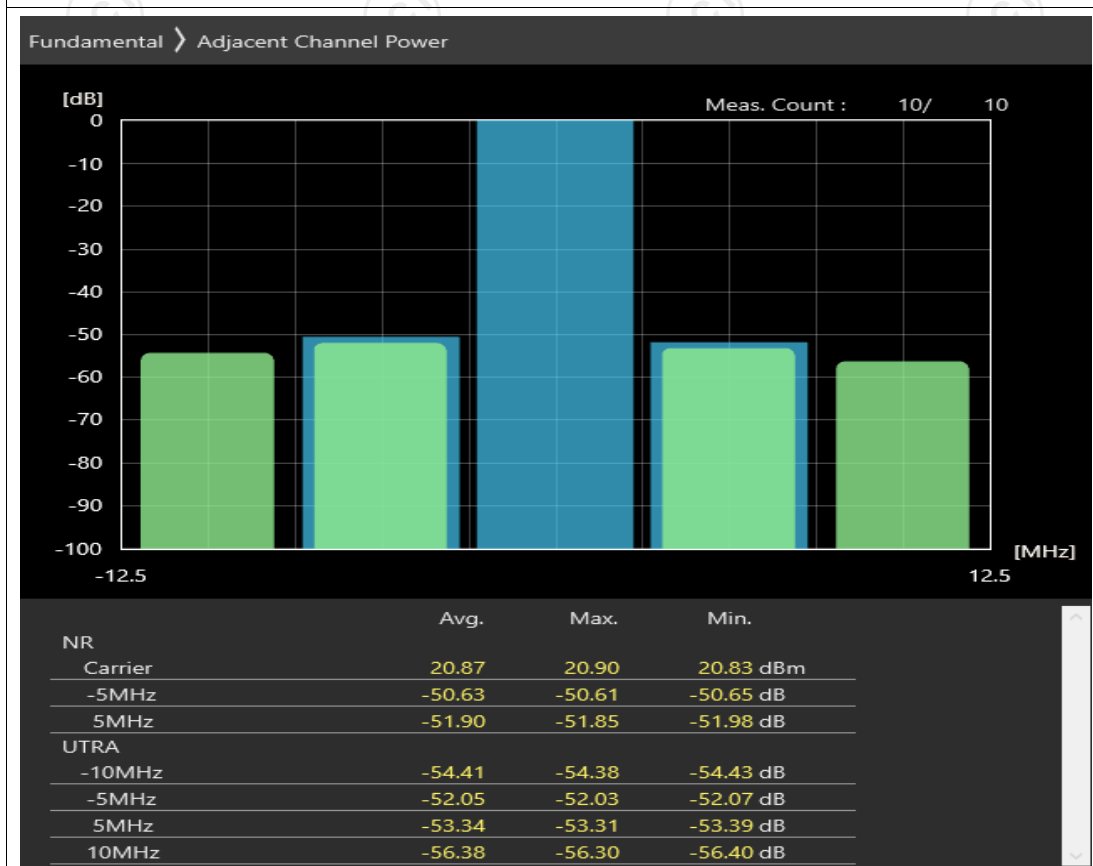 Fundamental 〉 Adjacent Channel Power
[dB]
Meas. Count : 10/ 10
0
-10
-20
-30
-40
-50
-60
-70
-80
-90
-100
[MHz]
-12.5 12.5
Avg. Max. Min.
NR
Carrier 20.87 20.90 20.83 dBm
-5MHz -50.63 -50.61 -50.65 dB
5MHz -51.90 -51.85 -51.98 dB
UTRA
-10MHz -54.41 -54.38 -54.43 dB
-5MHz -52.05 -52.03 -52.07 dB
5MHz -53.34 -53.31 -53.39 dB
10MHz -56.38 -56.30 -56.40 dB